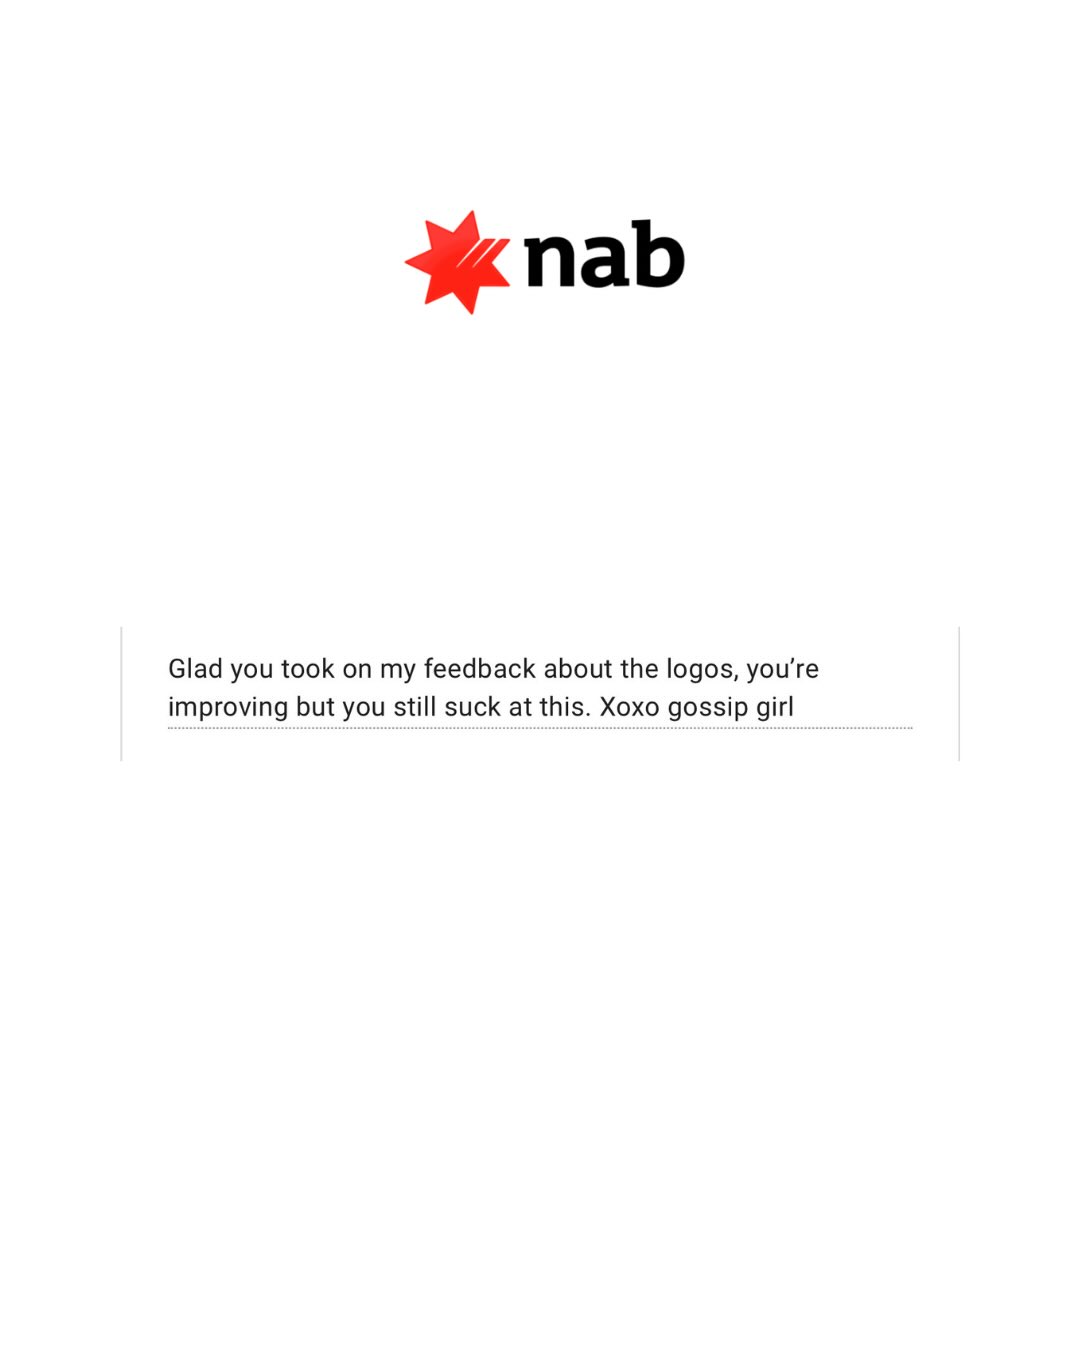 nab
Glad you took on my feedback about the logos, you’re
improving but you still suck at this. Xoxo gossip girl